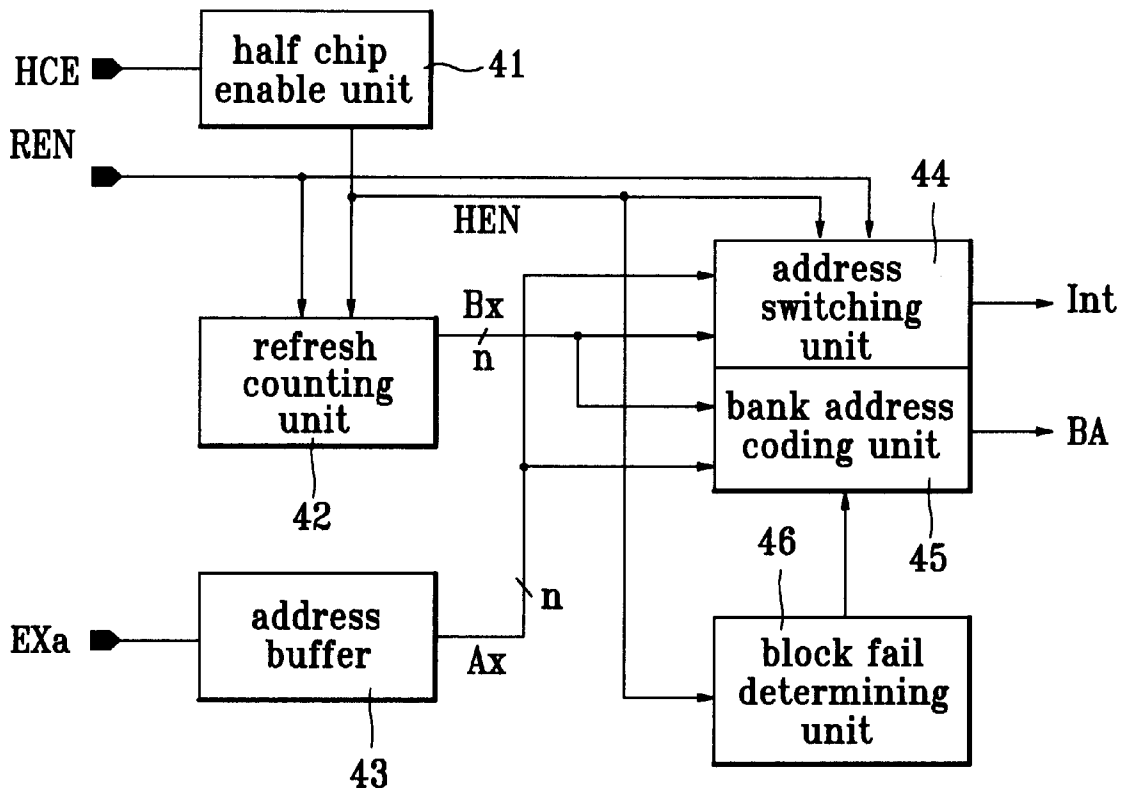 HCE
half chip
enable unit
41
REN
HEN
44
address
switching
unit
Int
Bx
n
refresh
counting
unit
42
bank address
coding unit
BA
45
46
n
EXa
address
buffer
Ax
43
block fail
determining
unit